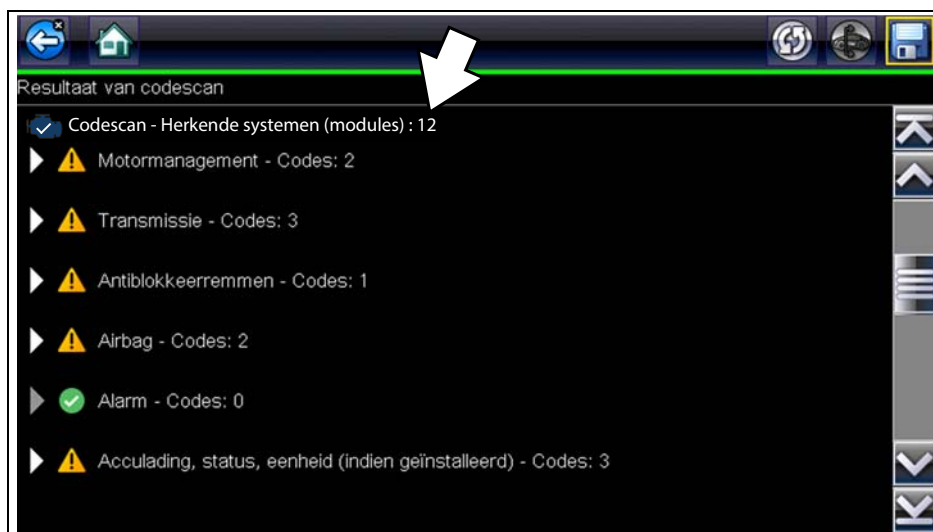 Resultaat van codescan
Codescan - Herkende systemen (modules) : 12
Motormanagement - Codes: 2
Transmissie - Codes: 3
Antiblokkeerremmen - Codes: 1
Airbag - Codes: 2
Alarm - Codes: 0
Acculading, status, eenheid (indien geïnstalleerd) - Codes: 3